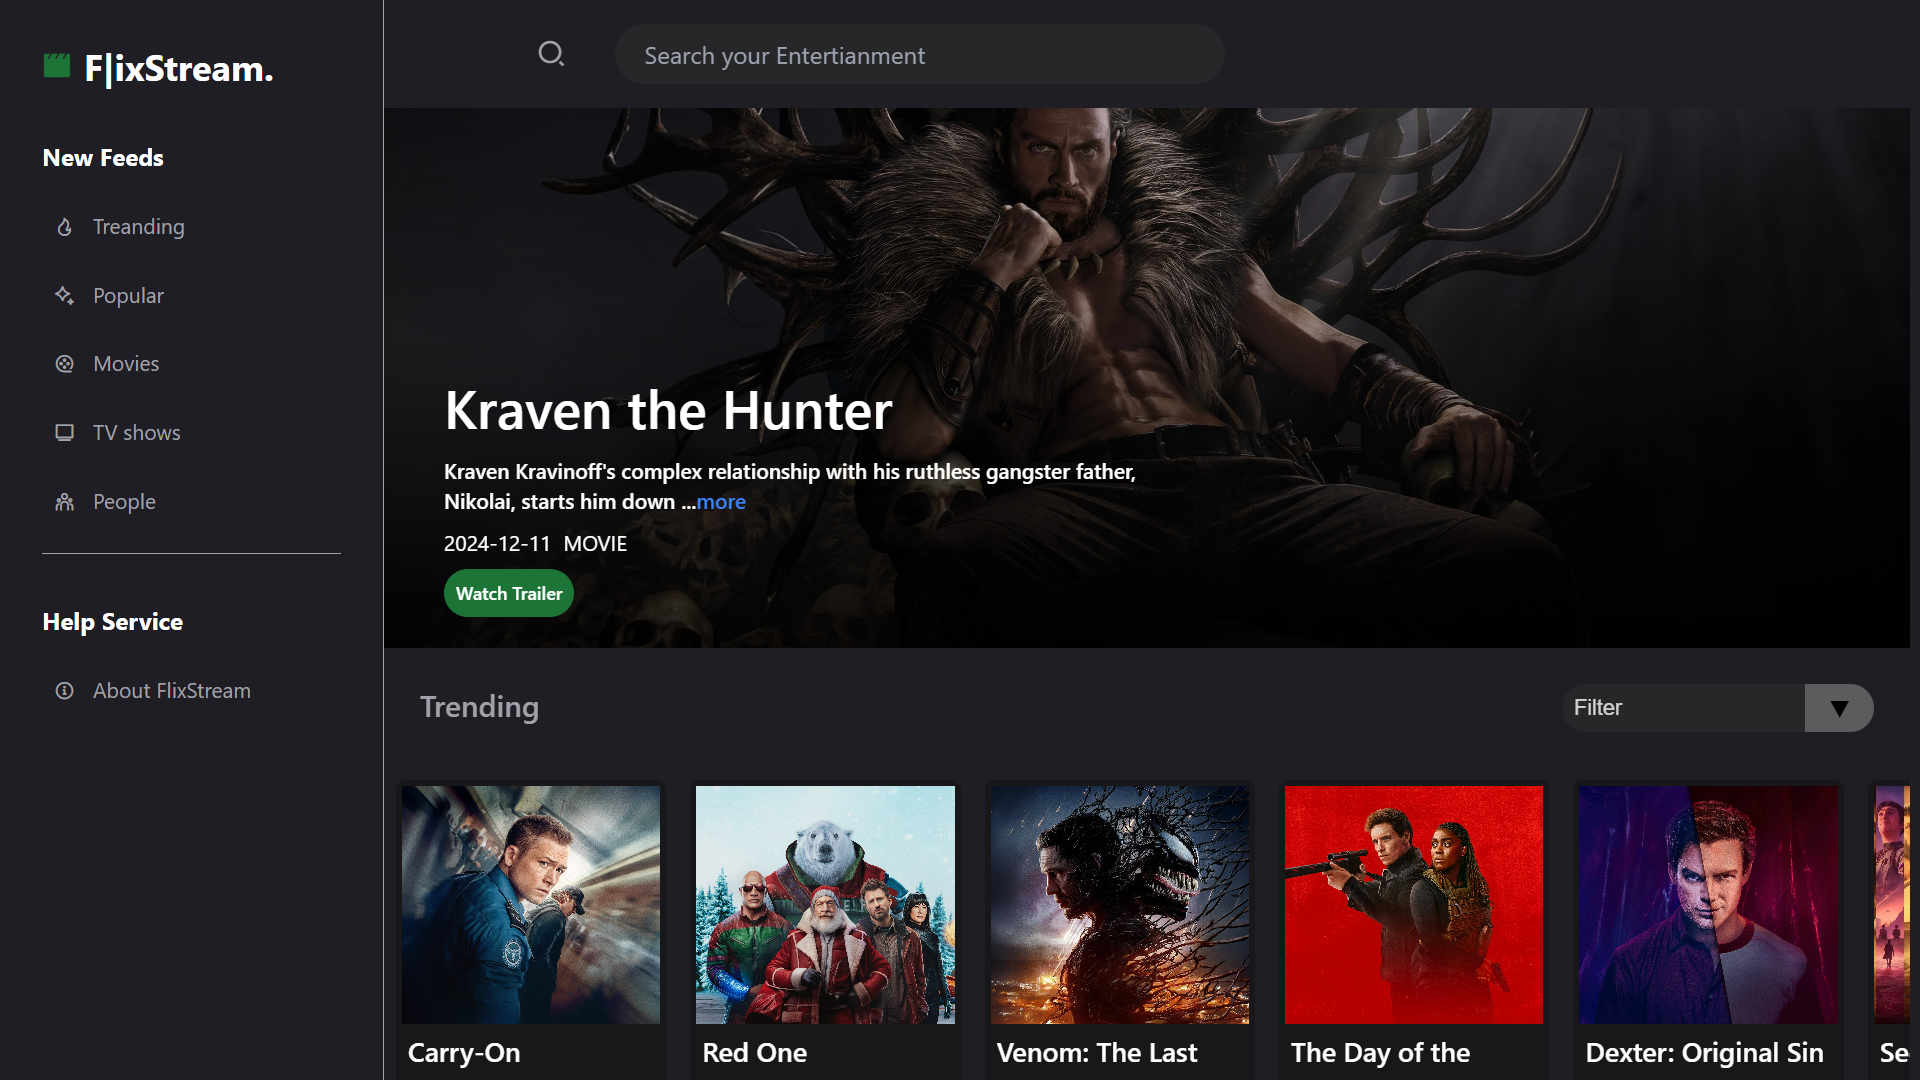 F|ixStream.
Search your Entertianment
New Feeds
Treanding
Popular
Movies
TV shows
People
Help Service
About FlixStream
Kraven the Hunter
Kraven Kravinoff's complex relationship with his ruthless gangster father,
Nikolai, starts him down ...more
2024-12-11 MOVIE
Watch Trailer
Trending
Filter
Carry-On
Red One
Venom: The Last
The Day of the
Dexter: Original Sin
Se